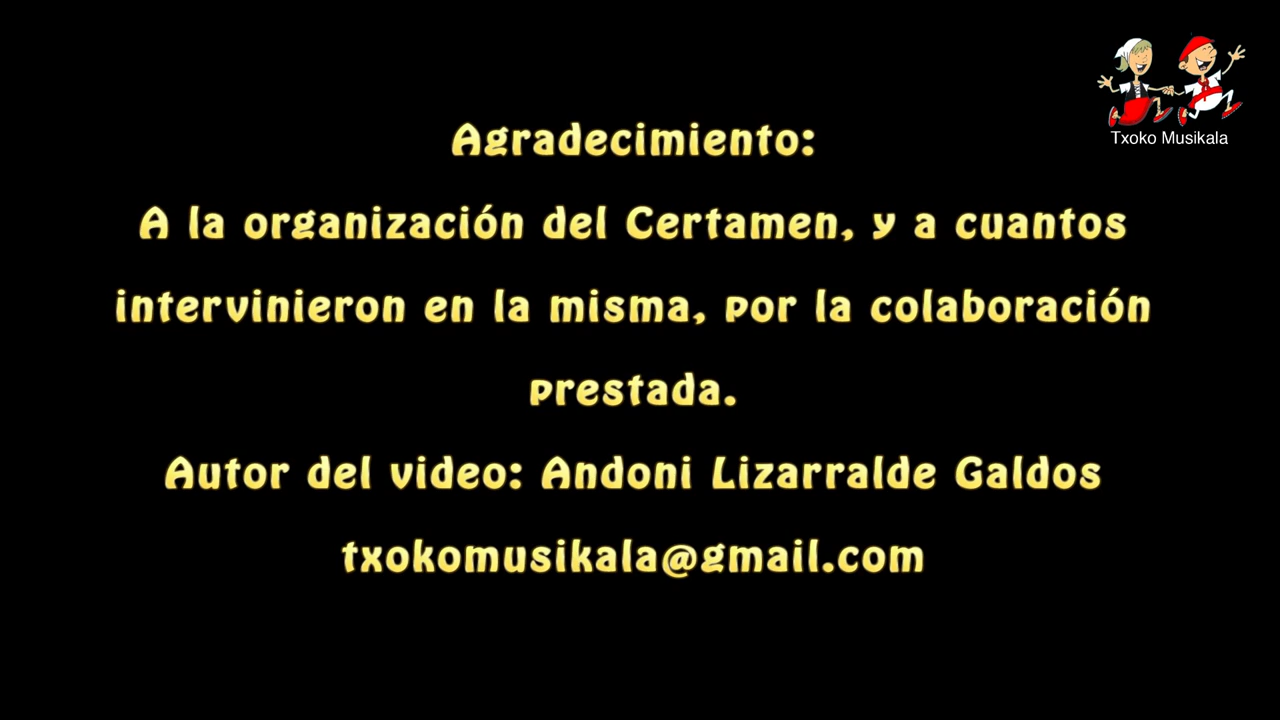 Txoko Musikala
Agradecimiento:
A la organización del Certamen, y a cuantos
intervinieron en la misma, por la colaboración
prestada.
Autor del video: Andoni Lizarralde Galdos
txokomusikala@gmail.com